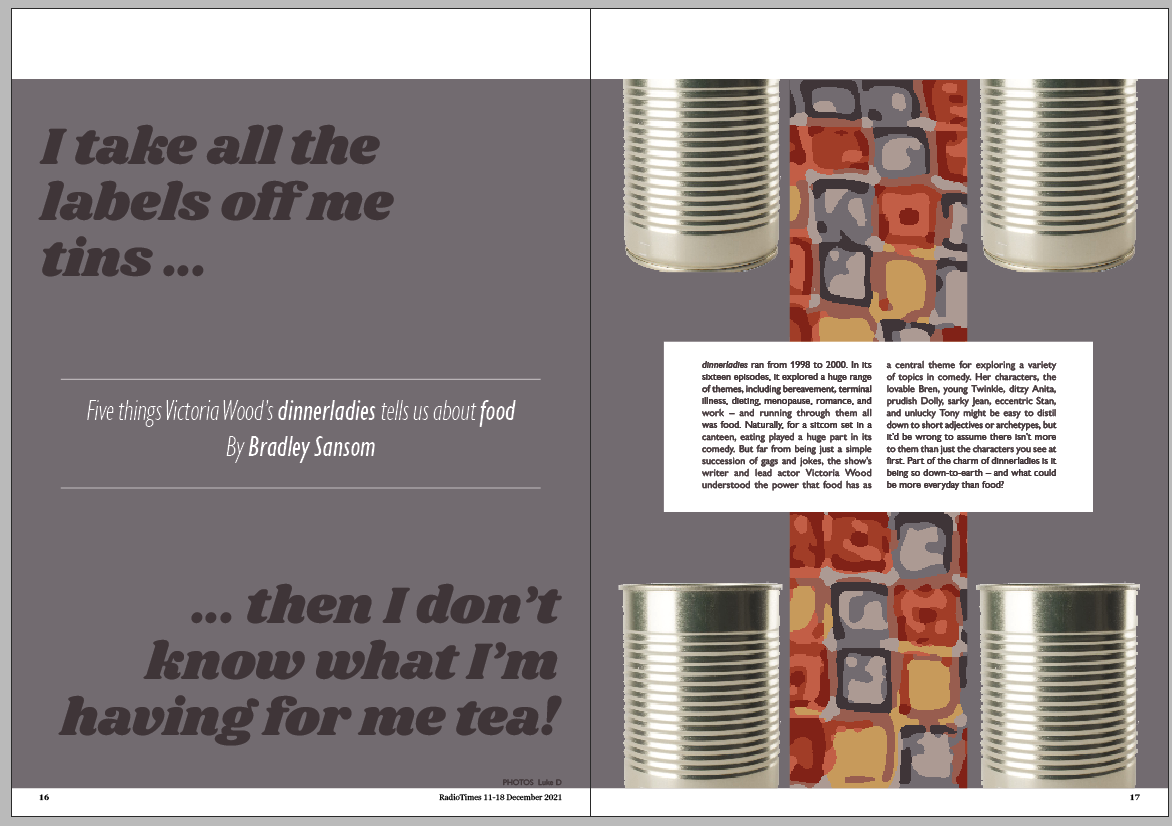 I take all the
labels off me
tins ...
Five things Victoria Wood's dinnerladies tells us about food
By Bradley Sansom
... then I don't
know what I'm
having for me tea!
PHOTOS Luke D
16
RadioTimes 11-18 December 2021
dinnerladies ran from 1998 to 2000. In its
sixteen episodes, it explored a huge range
of themes, including bereavement, terminal
illness, dieting, menopause, romance, and
work – and running through them all
was food. Naturally, for a sitcom set in a
canteen, eating played a huge part in its
comedy. But far from being just a simple
succession of gags and jokes, the show's
writer and lead actor Victoria Wood
understood the power that food has as
a central theme for exploring a variety
of topics in comedy. Her characters, the
lovable Bren, young Twinkle, ditzy Anita,
prudish Dolly, sarky Jean, eccentric Stan,
and unlucky Tony might be easy to distil
down to short adjectives or archetypes, but
it'd be wrong to assume there isn't more
to them than just the characters you see at
first. Part of the charm of dinnerladies is it
being so down-to-earth – and what could
be more everyday than food?
17